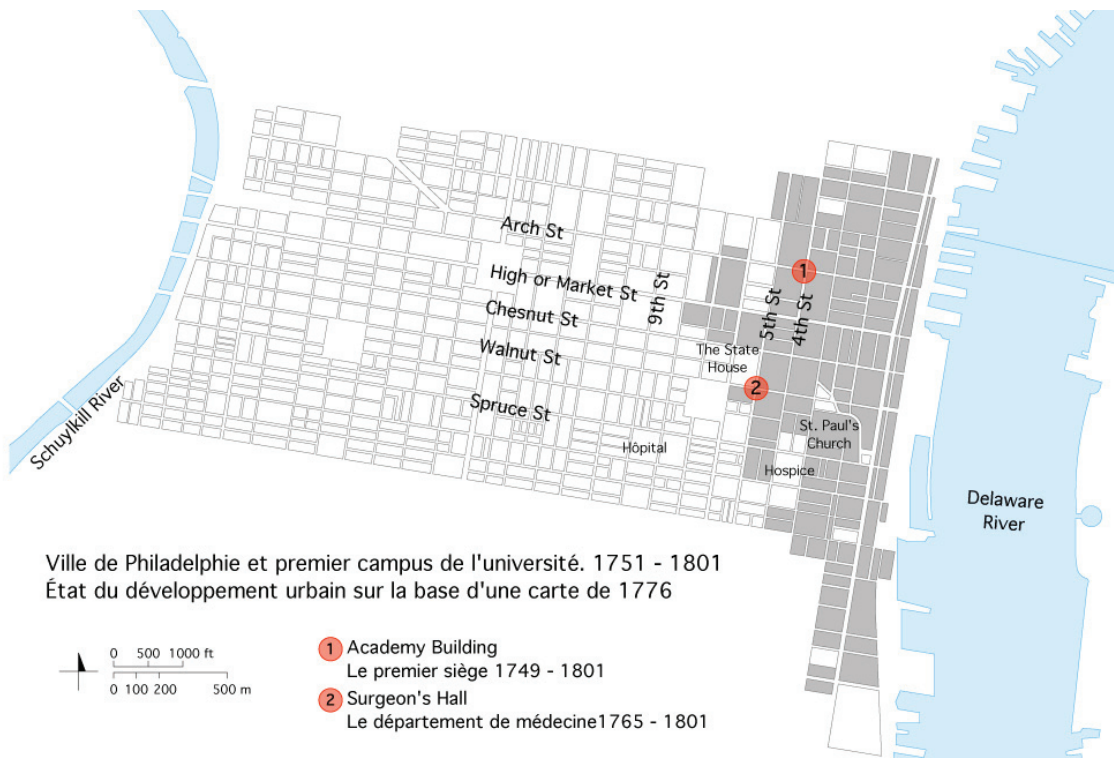 Arch St
High or Market St
Chesnut St
Walnut St
Spruce St
9th St
5th St
4th St
1
The State
House
2
St. Paul's
Church
Hôpital
Hospice
Schuylkill River
Delaware
River
Ville de Philadelphie et premier campus de l'université. 1751 - 1801
État du développement urbain sur la base d'une carte de 1776
0 500 1000 ft
0 100 200 500 m
1 Academy Building
Le premier siège 1749 - 1801
2 Surgeon's Hall
Le département de médecine1765 - 1801